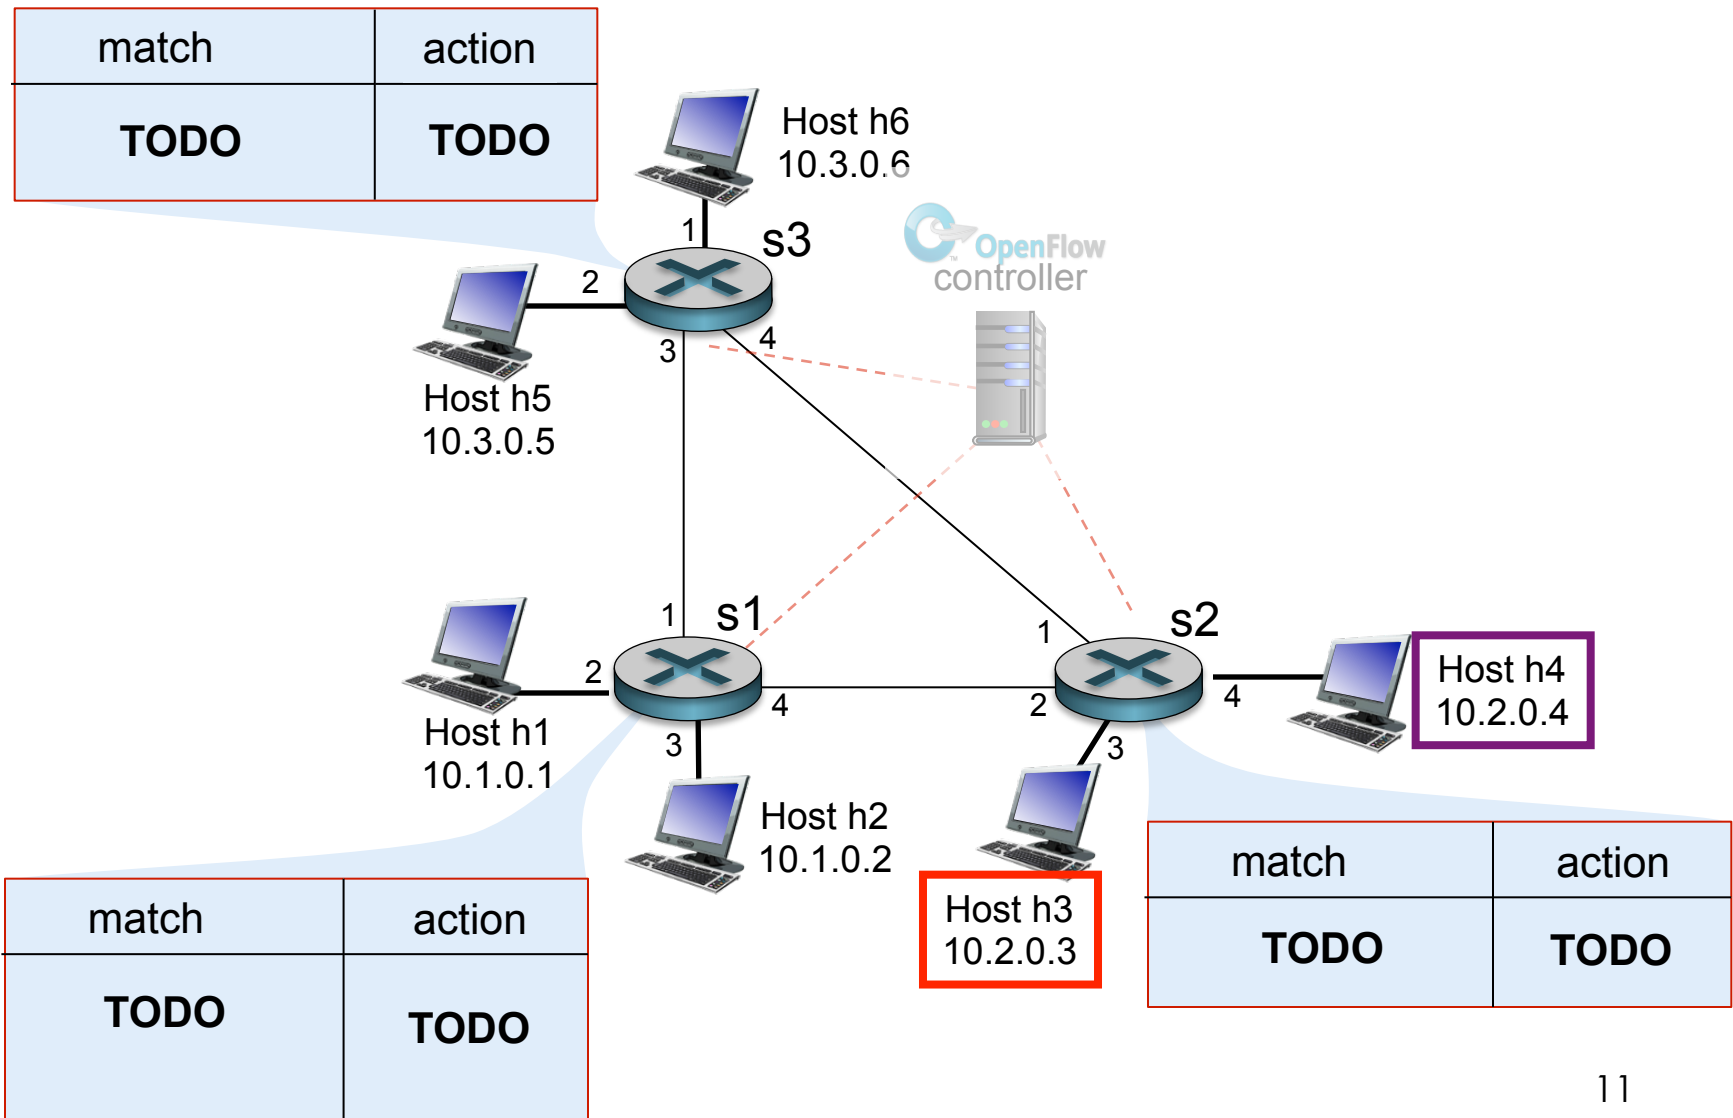 match action
TODO TODO
Host h6
10.3.0.6
1
s3
OpenFlow
TM
controller
2
3
4
Host h5
10.3.0.5
1
s1
1
s2
2
4
2
4
Host h4
10.2.0.4
Host h1
10.1.0.1
3
3
Host h2
10.1.0.2
match action
TODO TODO
Host h3
10.2.0.3
match action
TODO TODO
11